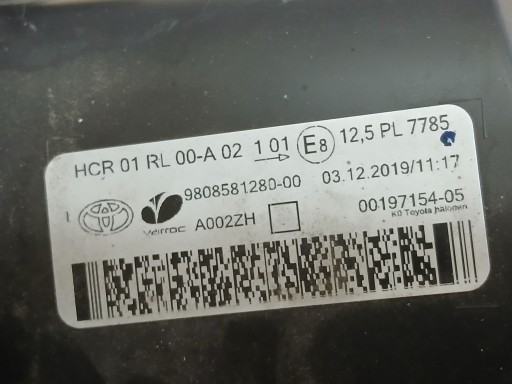 HCR 01 RL 00-A 02 1 01 E8 12,5 PL 7785
9808581280-00 03.12.2019/11:17
varroc A002ZH 00197154-05
K0 Toyota halogen